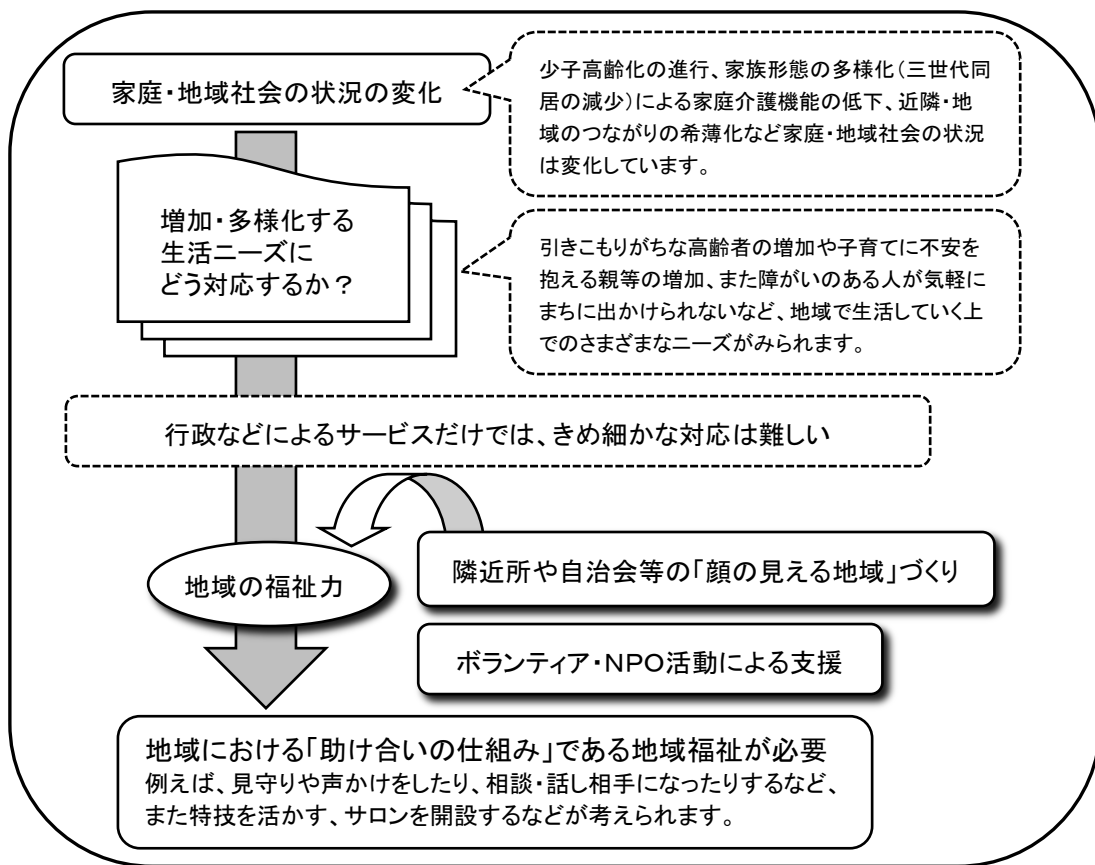 家庭・地域社会の状況の変化
少子高齢化の進行、家族形態の多様化(三世代同
居の減少)による家庭介護機能の低下、近隣・地
域のつながりの希薄化など家庭・地域社会の状況
は変化しています。
増加・多様化する
生活ニーズに
どう対応するか？
引きこもりがちな高齢者の増加や子育てに不安を
抱える親等の増加、また障がいのある人が気軽に
まちに出かけられないなど、地域で生活していく上
でのさまざまなニーズがみられます。
行政などによるサービスだけでは、きめ細かな対応は難しい
地域の福祉力
隣近所や自治会等の「顔の見える地域」づくり
ボランティア・NPO活動による支援
地域における「助け合いの仕組み」である地域福祉が必要
例えば、見守りや声かけをしたり、相談・話し相手になったりするなど、
また特技を活かす、サロンを開設するなどが考えられます。